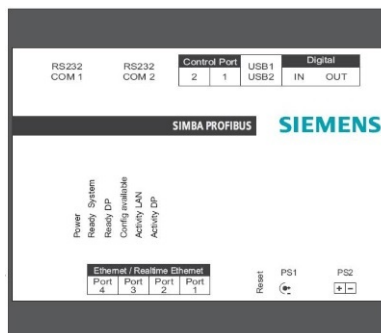 RS232 COM 1
RS232 COM 2
Control Port
2 1
USB1
USB2
Digital
IN OUT
SIMBA PROFIBUS
SIEMENS
Power
Ready System
Ready DP
Config available
Activity LAN
Activity DP
Ethernet / Realtime Ethernet
Port 4
Port 3
Port 2
Port 1
Reset
PS1
PS2
+ −